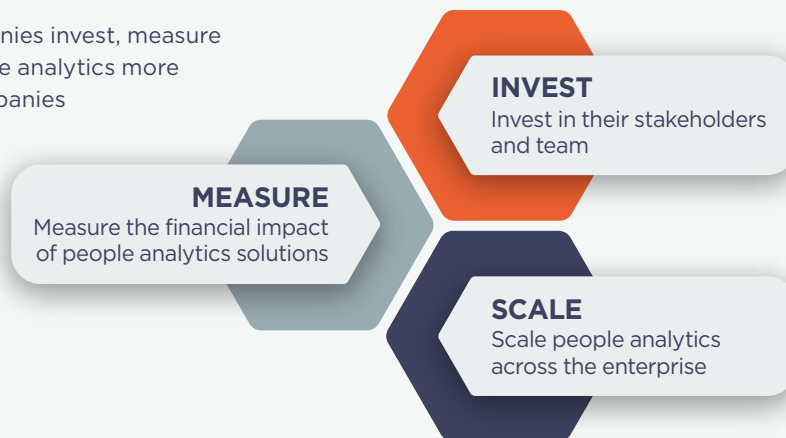 nies invest, measure
e analytics more
panies
INVEST
Invest in their stakeholders
and team
MEASURE
Measure the financial impact
of people analytics solutions
SCALE
Scale people analytics
across the enterprise